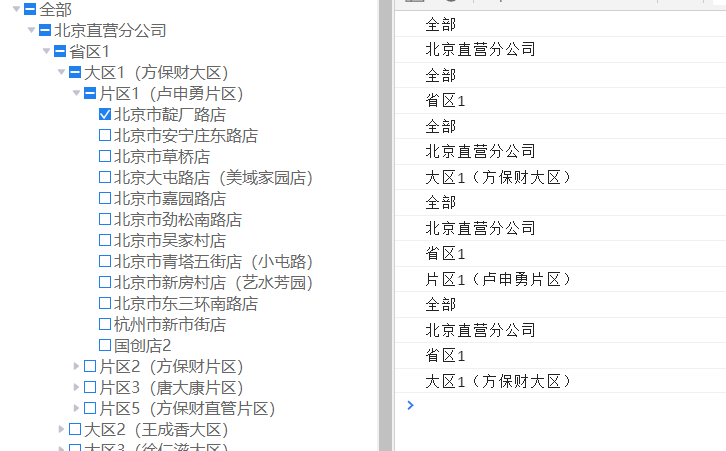 全部
北京直营分公司
省区1
大区1（方保财大区）
片区1（卢申勇片区）
北京市靛厂路店
北京市安宁庄东路店
北京市草桥店
北京大屯路店（美域家园店）
北京市嘉园路店
北京市劲松南路店
北京市吴家村店
北京市青塔五街店（小屯路）
北京市新房村店（艺水芳园）
北京市东三环南路店
杭州市新市街店
国创店2
片区2（方保财片区）
片区3（唐大康片区）
片区5（方保财直管片区）
大区2（王成香大区）
大区3（徐仁滋大区）
全部
北京直营分公司
全部
省区1
全部
北京直营分公司
大区1（方保财大区）
全部
北京直营分公司
省区1
片区1（卢申勇片区）
全部
北京直营分公司
省区1
大区1（方保财大区）